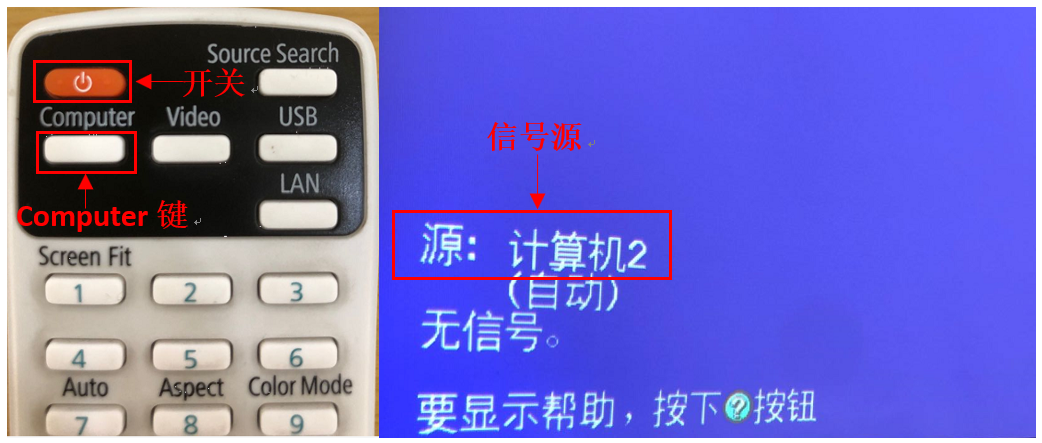 Source Search
开关
Computer
Video
USB
LAN
Computer 键
Screen Fit
1
2
3
4
5
6
Auto
Aspect
Color Mode
7
8
9
信号源
源: 计算机2
(自动)
无信号。
要显示帮助，按下?按钮